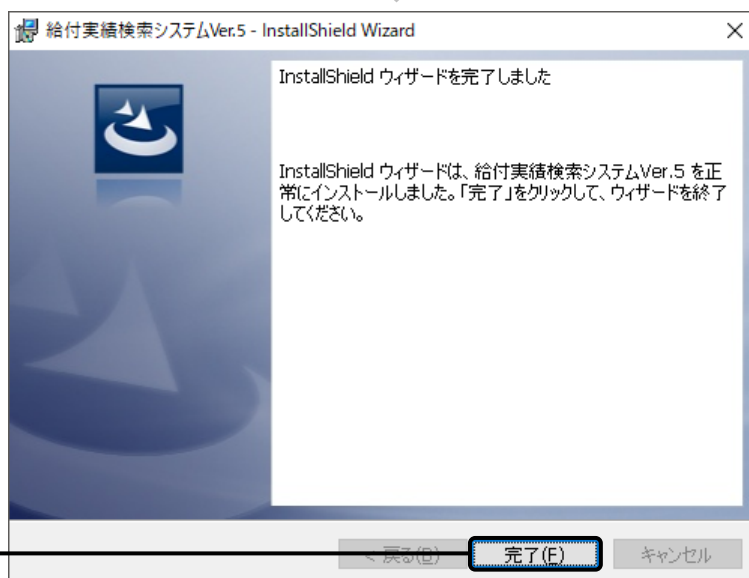 給付実績検索システムVer.5 - InstallShield Wizard
InstallShield ウィザードを完了しました
InstallShield ウィザードは、給付実績検索システムVer.5 を正
常にインストールしました。「完了」をクリックして、ウィザードを終了
してください。
< 戻る(B)
完了(F)
キャンセル